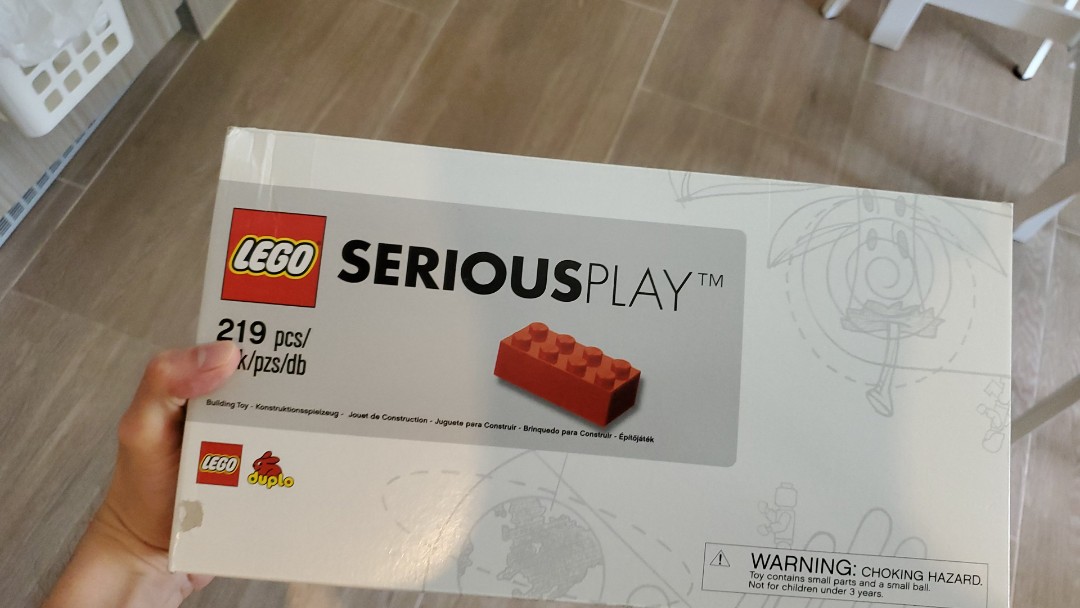 LEGO
SERIOUSPLAY™
219 pcs/
k/pzs/db
Building Toy - Konstruktionsspielzeug - Jouet de Construction - Juguete para Construir - Brinquedo para Construir - Építőjáték
LEGO duplo
WARNING: CHOKING HAZARD.
Toy contains small parts and a small ball.
Not for children under 3 years.